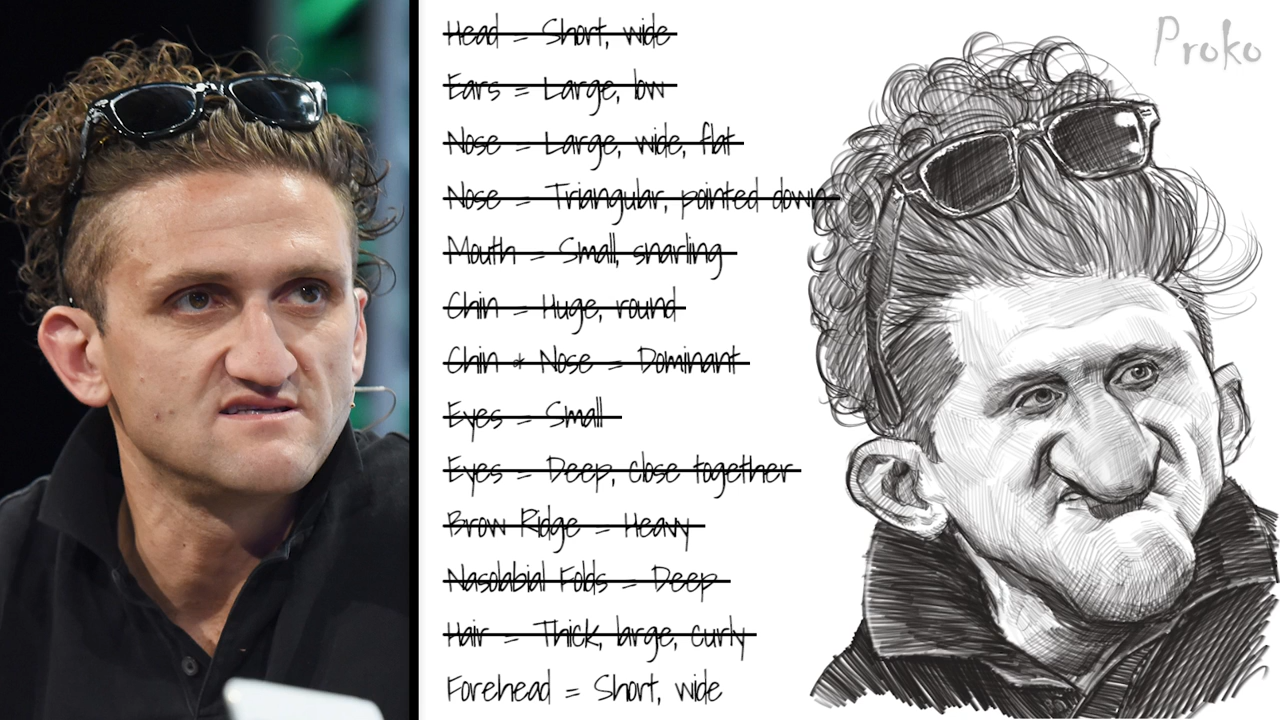 Proko
Head = Short, wide
Ears = Large, low
Nose = Large, wide, flat
Nose = Triangular, pointed down
Mouth = Small, snarling
Chin = Huge, round
Chin + Nose = Dominant
Eyes = Small
Eyes = Deep, close together
Brow Ridge = Heavy
Nasolabial Folds = Deep
Hair = Thick, large, curly
Forehead = Short, wide